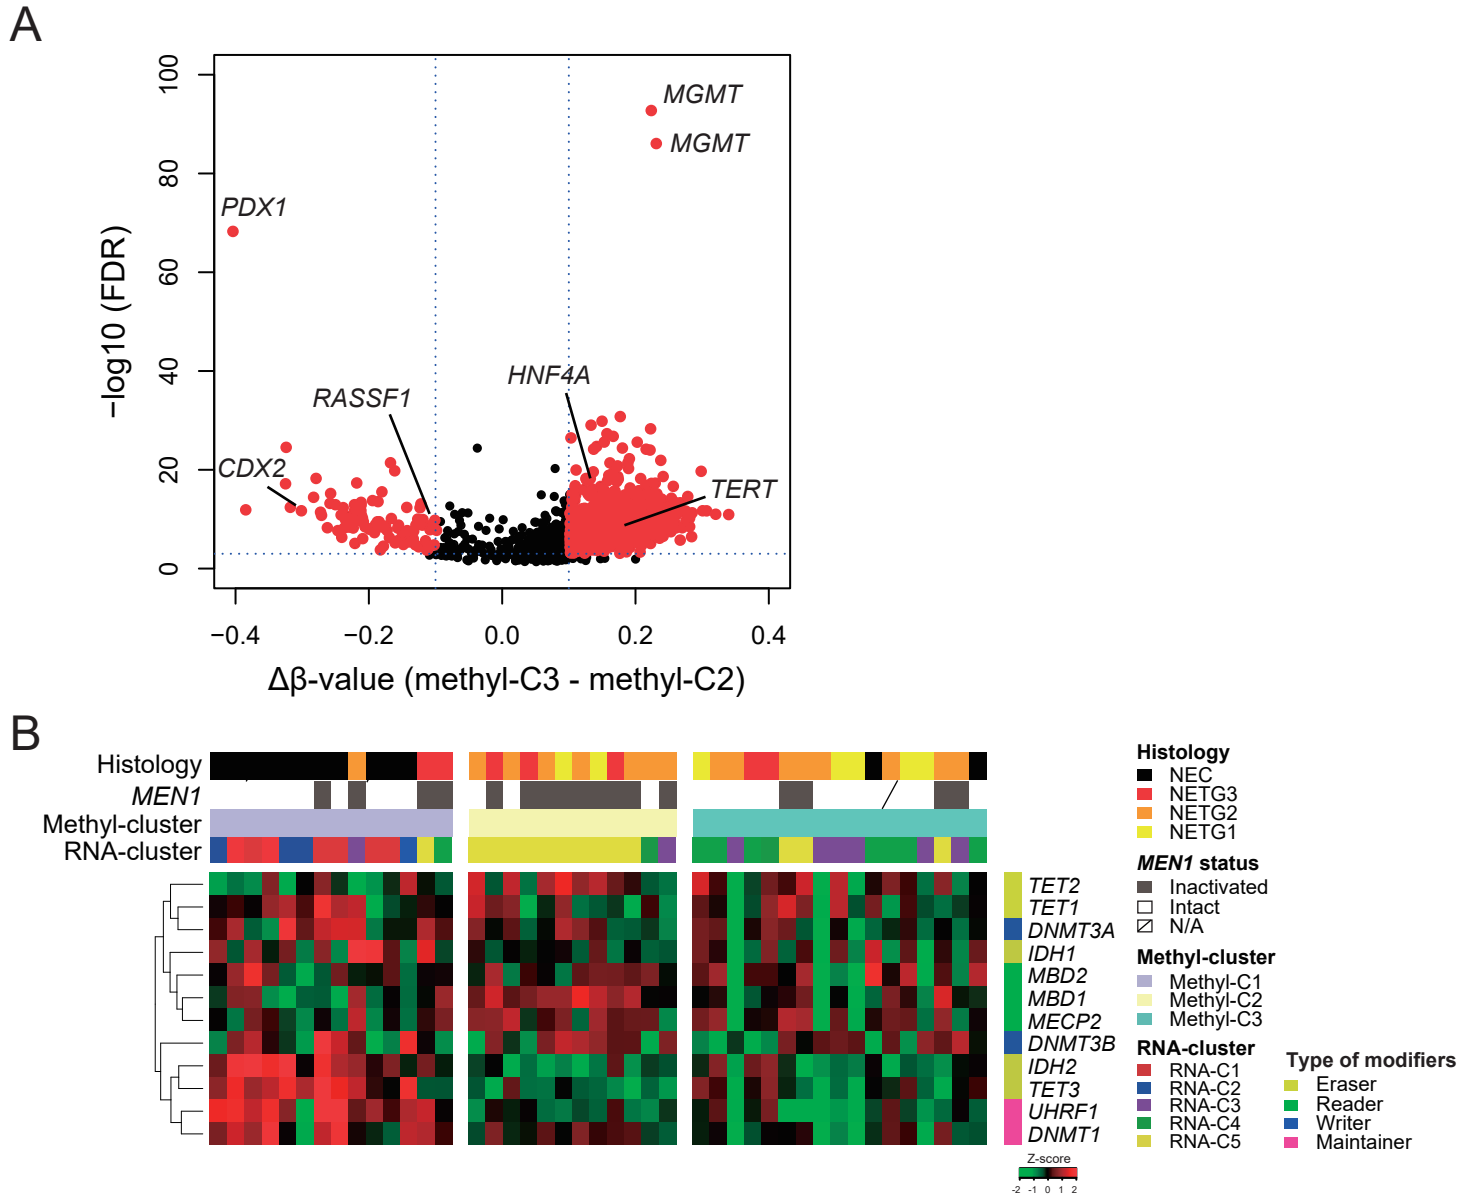 A
−log10 (FDR)
100
80
60
40
20
0
MGMT
MGMT
PDX1
HNF4A
RASSF1
CDX2
TERT
−0.4 −0.2 0.0 0.2 0.4
Δβ-value (methyl-C3 - methyl-C2)
B
Histology
MEN1
Methyl-cluster
RNA-cluster
TET2
TET1
DNMT3A
IDH1
MBD2
MBD1
MECP2
DNMT3B
IDH2
TET3
UHRF1
DNMT1
Z-score
-2 -1 0 1 2
Histology
NEC
NETG3
NETG2
NETG1
MEN1 status
Inactivated
Intact
N/A
Methyl-cluster
Methyl-C1
Methyl-C2
Methyl-C3
RNA-cluster
RNA-C1
RNA-C2
RNA-C3
RNA-C4
RNA-C5
Type of modifiers
Eraser
Reader
Writer
Maintainer